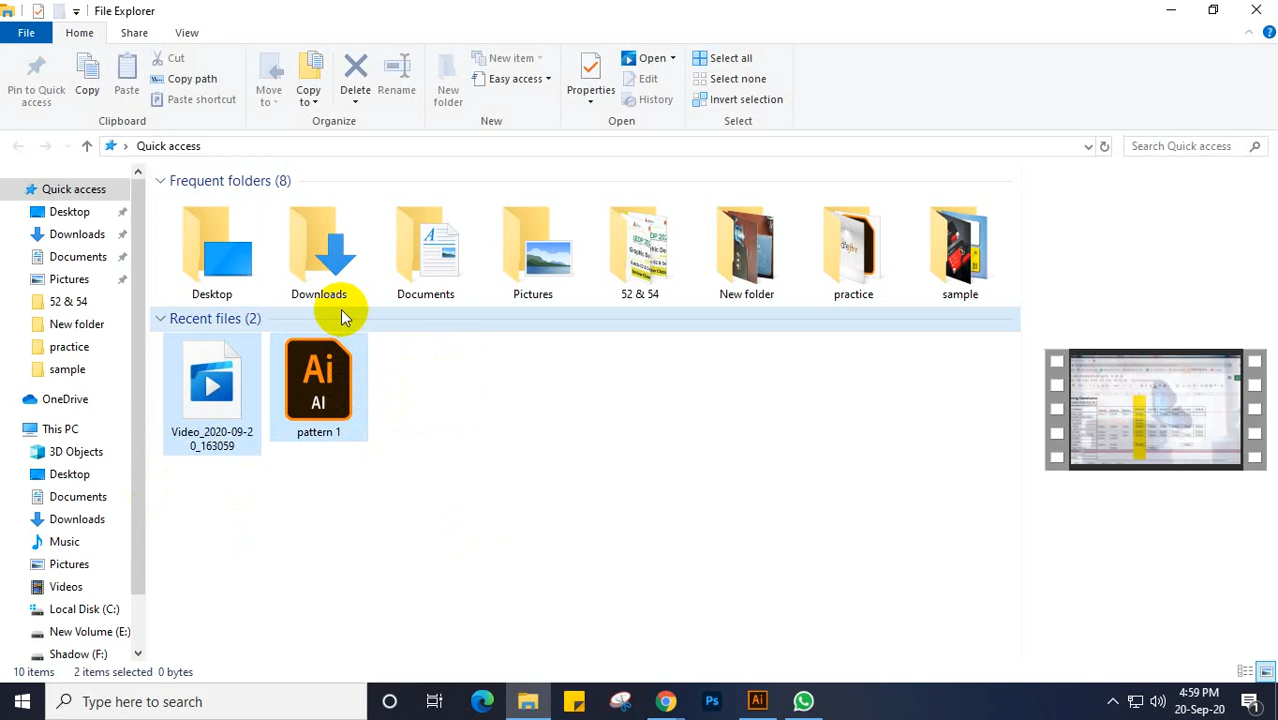 File Explorer
File Home Share View
Pin to Quick access
Copy
Paste
Cut
Copy path
Paste shortcut
Clipboard
Move to
Copy to
Delete
Rename
Organize
New folder
New item
Easy access
New
Properties
Open
Edit
History
Open
Select all
Select none
Invert selection
Select
Quick access
Search Quick access
Quick access
Desktop
Downloads
Documents
Pictures
52 & 54
New folder
practice
sample
OneDrive
This PC
3D Objects
Desktop
Documents
Downloads
Music
Pictures
Videos
Local Disk (C:)
New Volume (E:)
Shadow (F:)
Frequent folders (8)
Desktop
Downloads
Documents
Pictures
52 & 54
New folder
practice
sample
Recent files (2)
Ai
AI
Video_2020-09-2
0_163059
pattern 1
10 items 2 items selected 0 bytes
Type here to search
Ps
Ai
4:59 PM
20-Sep-20
1